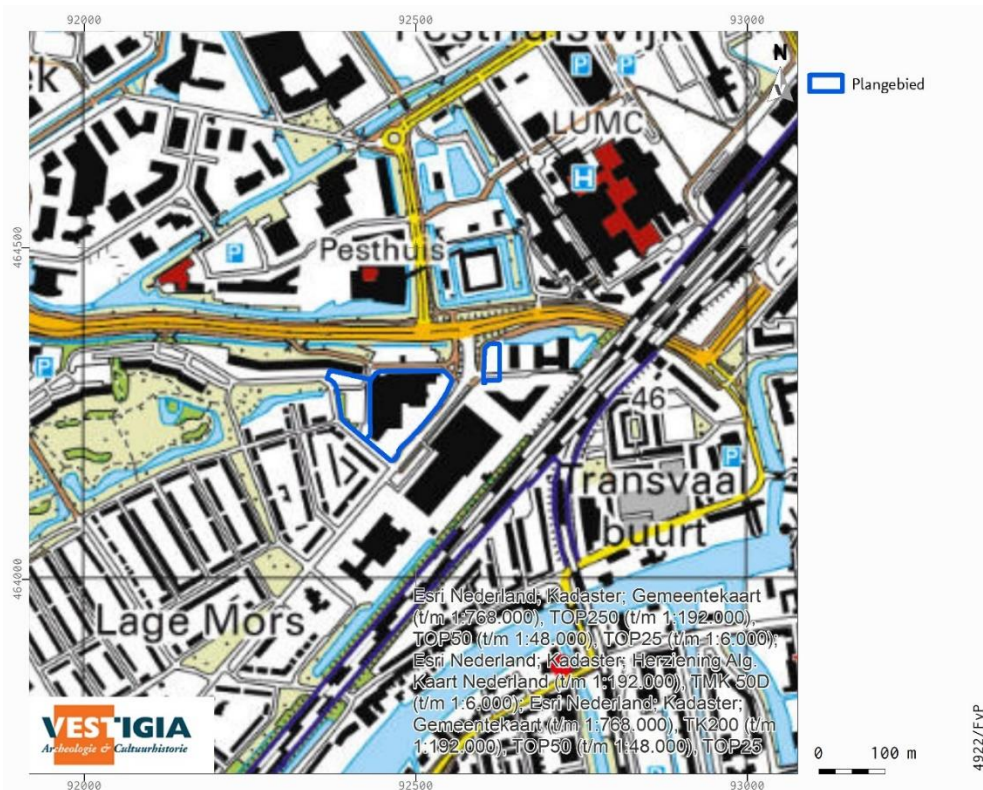 92000
92500
93000
Pesthuiswijk
N
Plangebied
ek
P
P
LUMC
H
464500
P
Pesthuis
P
46
P
Transvaal
buurt
464000
Lage Mors
Esri Nederland; Kadaster; Gemeentekaart
(t/m 1:768.000), TOP250 (t/m 1:192.000),
TOP50 (t/m 1:48.000), TOP25 (t/m 1:6.000);
Esri Nederland; Kadaster; Herziening Alg.
Kaart Nederland (t/m 1:192.000), TMK 50D
(t/m 1:6.000); Esri Nederland; Kadaster;
Gemeentekaart (t/m 1:768.000), TK200 (t/m
1:192.000), TOP50 (t/m 1:48.000), TOP25
VESTIGIA
Archeologie & Cultuurhistorie
0 100 m
4922/EvP
92000
92500
93000